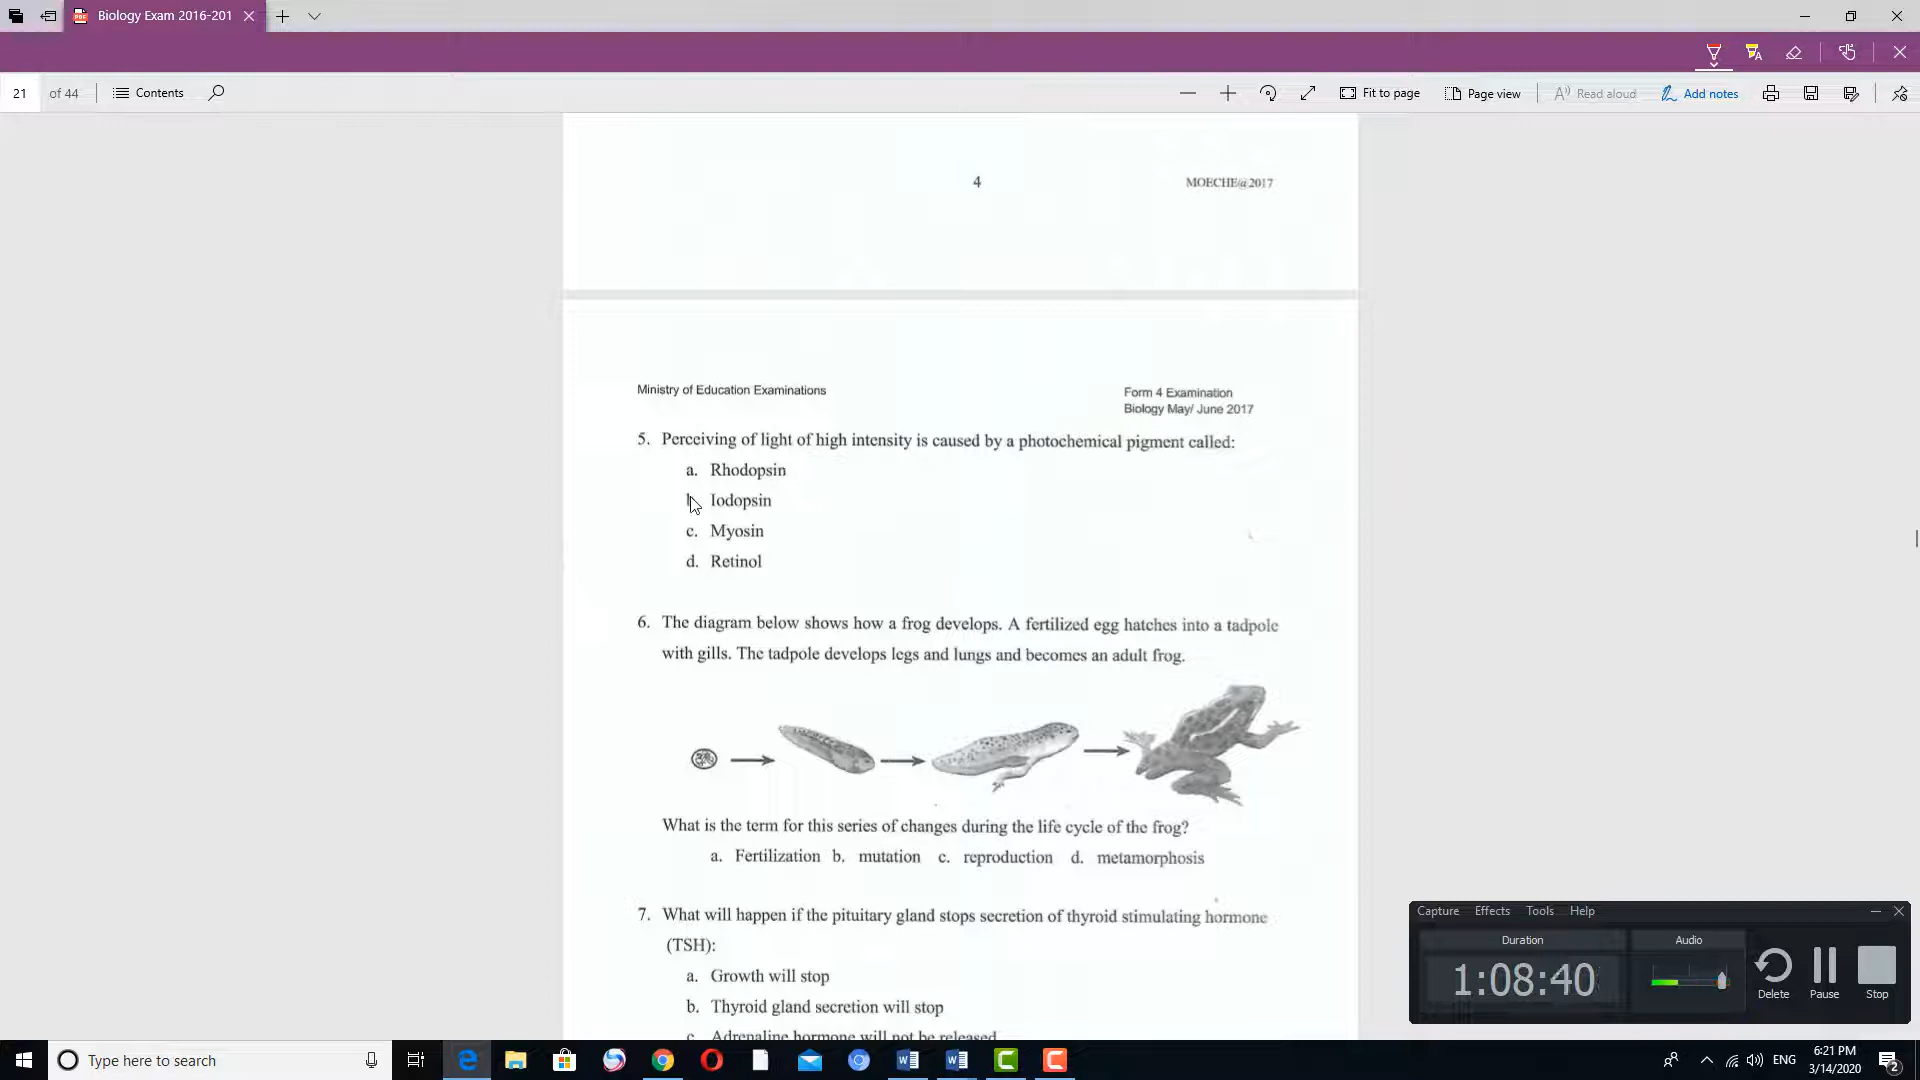 Biology Exam 2016-201
21 of 44 Contents Fit to page Page view Read aloud Add notes
4 MOECHE@2017
Ministry of Education Examinations Form 4 Examination
Biology May/ June 2017
5. Perceiving of light of high intensity is caused by a photochemical pigment called:
a. Rhodopsin
Iodopsin
c. Myosin
d. Retinol
6. The diagram below shows how a frog develops. A fertilized egg hatches into a tadpole
with gills. The tadpole develops legs and lungs and becomes an adult frog.
What is the term for this series of changes during the life cycle of the frog?
a. Fertilization b. mutation c. reproduction d. metamorphosis
7. What will happen if the pituitary gland stops secretion of thyroid stimulating hormone
(TSH):
a. Growth will stop
b. Thyroid gland secretion will stop
c. Adrenaline hormone will not be released
Capture Effects Tools Help
Duration Audio
1:08:40
Delete Pause Stop
Type here to search
ENG
6:21 PM
3/14/2020
2